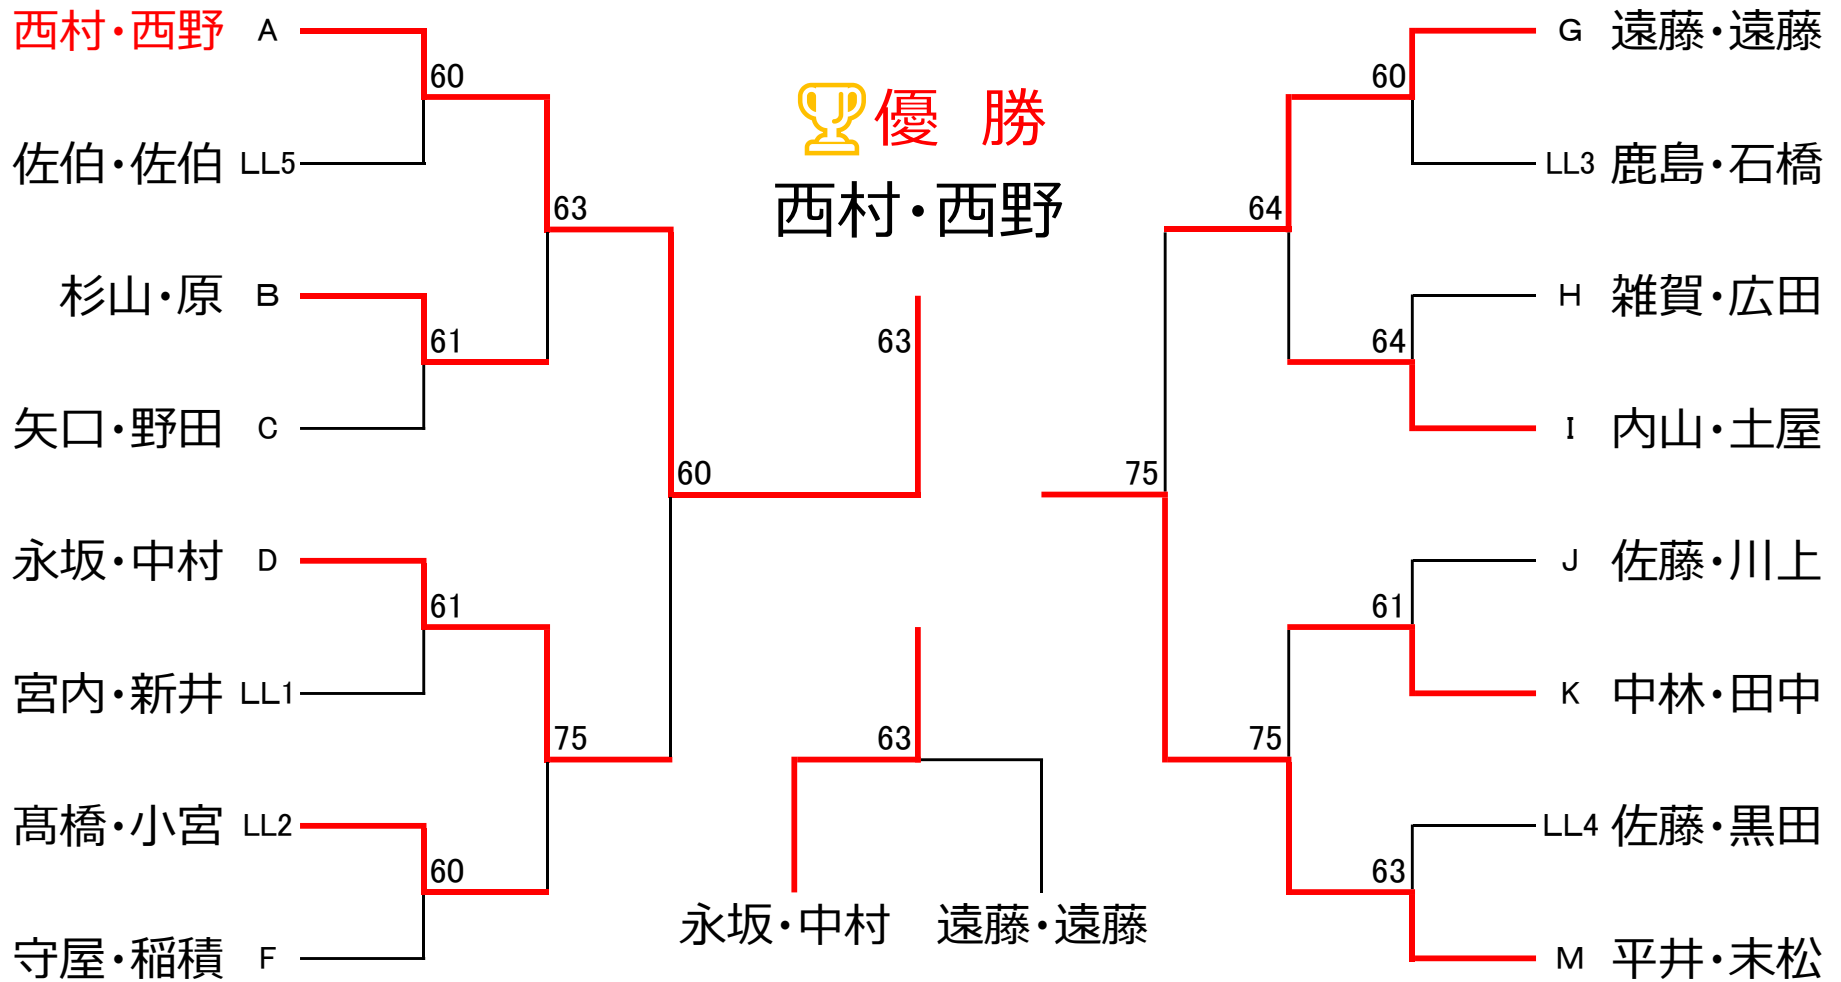 西村・西野 A
60
佐伯・佐伯 LL5
63
杉山・原 B
61
矢口・野田 C
60
永坂・中村 D
61
宮内・新井 LL1
75
髙橋・小宮 LL2
60
守屋・稲積 F
優 勝
西村・西野
63
63
永坂・中村 遠藤・遠藤
G 遠藤・遠藤
60
LL3 鹿島・石橋
64
H 雑賀・広田
64
I 内山・土屋
75
J 佐藤・川上
61
K 中林・田中
75
LL4 佐藤・黒田
63
M 平井・末松